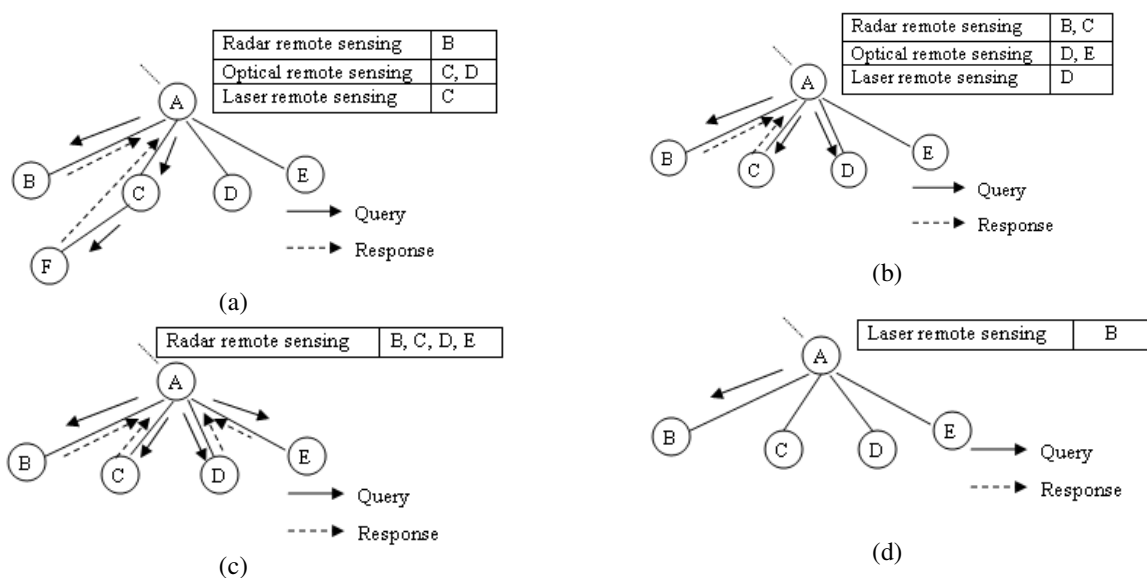 Radar remote sensing B
Optical remote sensing C, D
Laser remote sensing C
A
B
C
D
E
F
Query
Response
(a)
Radar remote sensing B, C
Optical remote sensing D, E
Laser remote sensing D
A
B
C
D
E
Query
Response
(b)
Radar remote sensing B, C, D, E
A
B
C
D
E
Query
Response
(c)
Laser remote sensing B
A
B
C
D
E
Query
Response
(d)